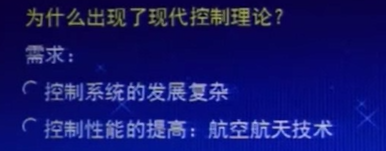 为什么出现了现代控制理论？
需求：
控制系统的发展复杂
控制性能的提高：航空航天技术